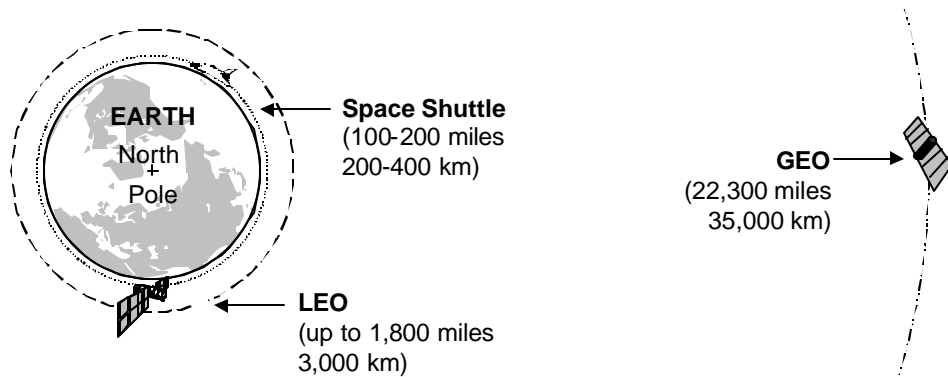 EARTH
North
+
Pole
Space Shuttle
(100-200 miles
200-400 km)
GEO
(22,300 miles
35,000 km)
LEO
(up to 1,800 miles
3,000 km)